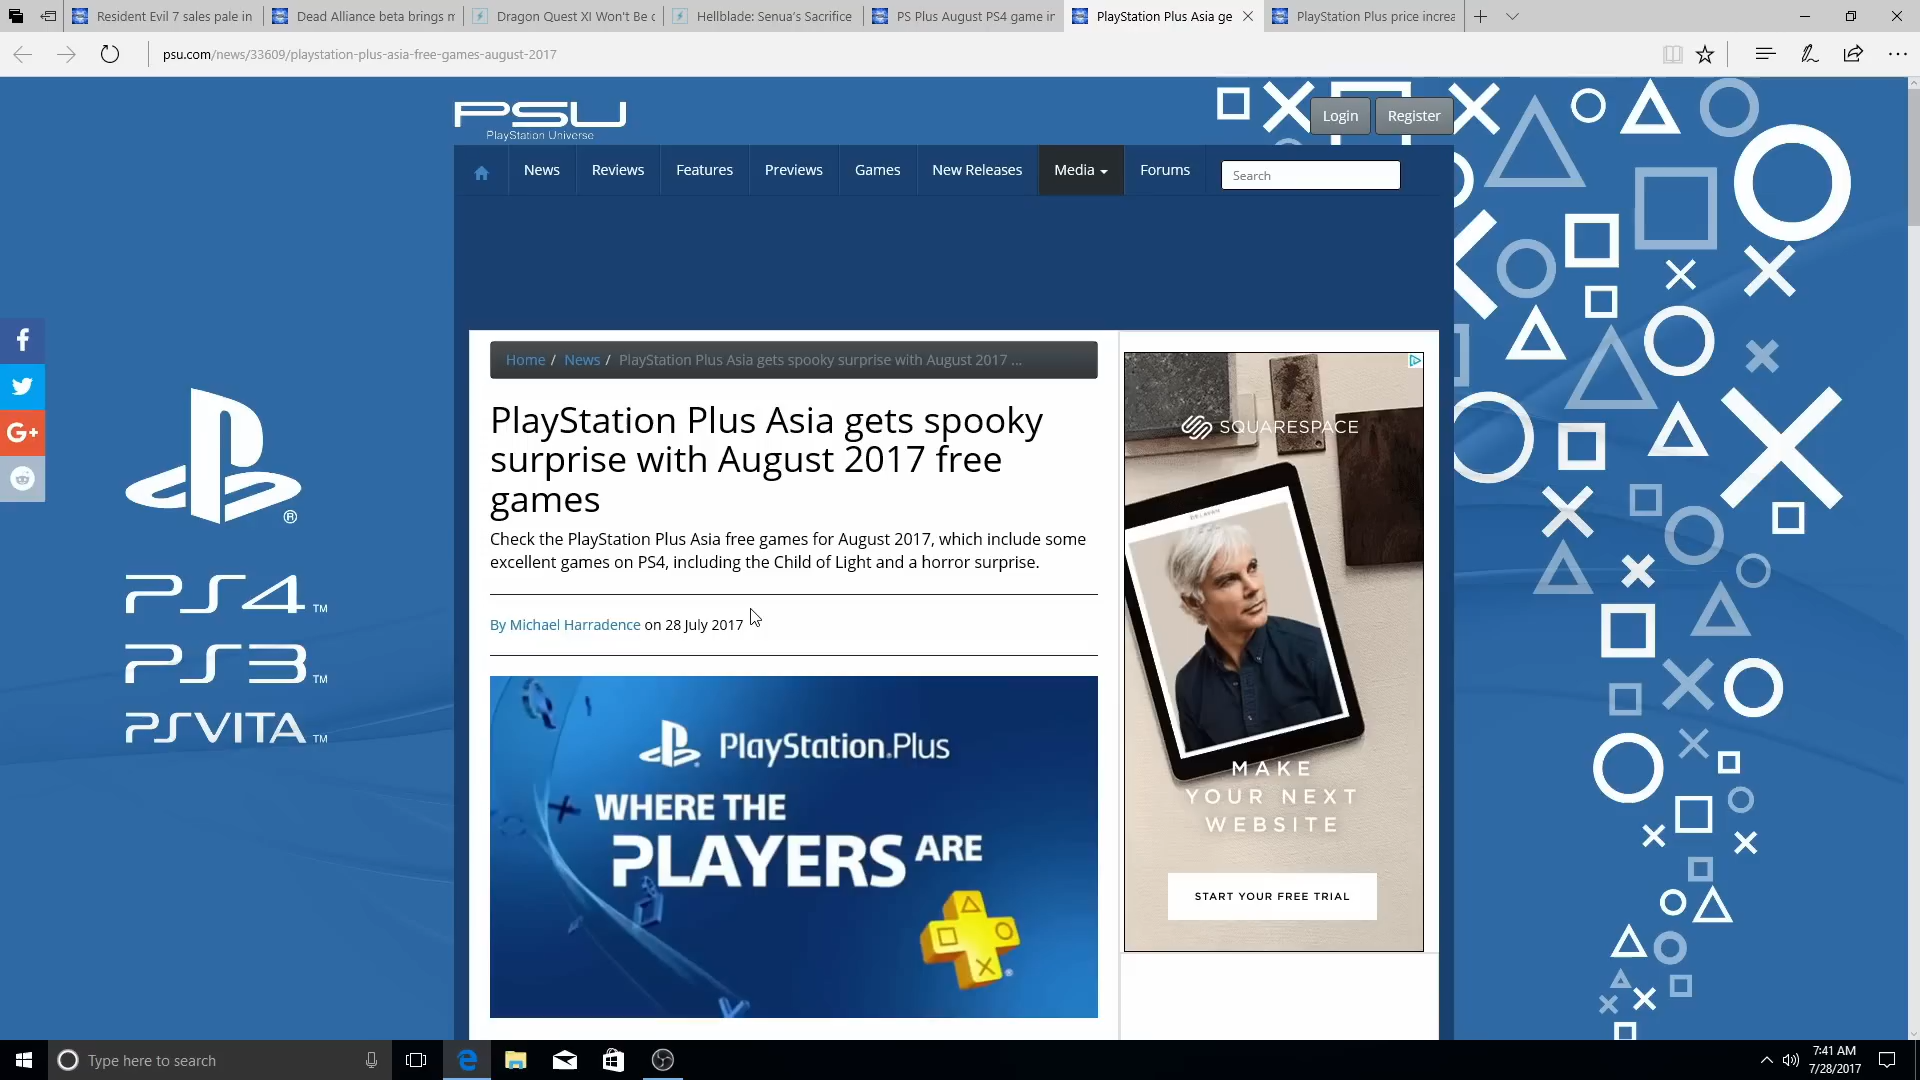 Resident Evil 7 sales pale in
Dead Alliance beta brings m
Dragon Quest XI Won't Be
Hellblade: Senua's Sacrifice
PS Plus August PS4 game in
PlayStation Plus Asia ge
PlayStation Plus price increa
psu.com/news/33609/playstation-plus-asia-free-games-august-2017
PSU
PlayStation Universe
Login
Register
News
Reviews
Features
Previews
Games
New Releases
Media
Forums
Search
Home / News / PlayStation Plus Asia gets spooky surprise with August 2017 ...
PlayStation Plus Asia gets spooky
surprise with August 2017 free
games
Check the PlayStation Plus Asia free games for August 2017, which include some
excellent games on PS4, including the Child of Light and a horror surprise.
By Michael Harradence on 28 July 2017
PlayStation.Plus
WHERE THE
PLAYERS ARE
®
f
G+
®
PS4™
PS3™
PSVITA™
SQUARESPACE
MAKE
YOUR NEXT
WEBSITE
START YOUR FREE TRIAL
Type here to search
7:41 AM
7/28/2017